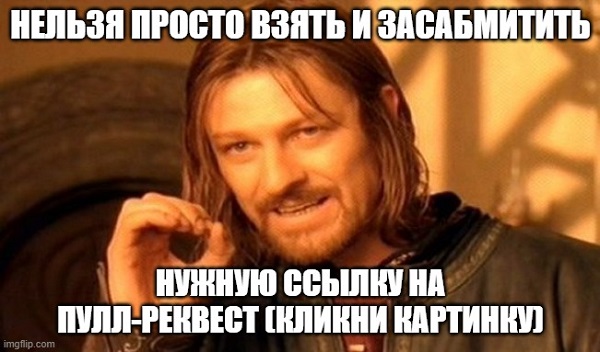 НЕЛЬЗЯ ПРОСТО ВЗЯТЬ И ЗАСАБМИТИТЬ
НУЖНУЮ ССЫЛКУ НА
ПУЛЛ-РЕКВЕСТ (КЛИКНИ КАРТИНКУ)
imgflip.com